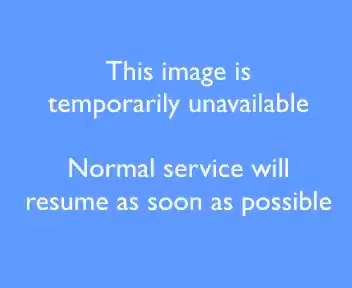 This image is
temporarily unavailable
Normal service will
resume as soon as possible